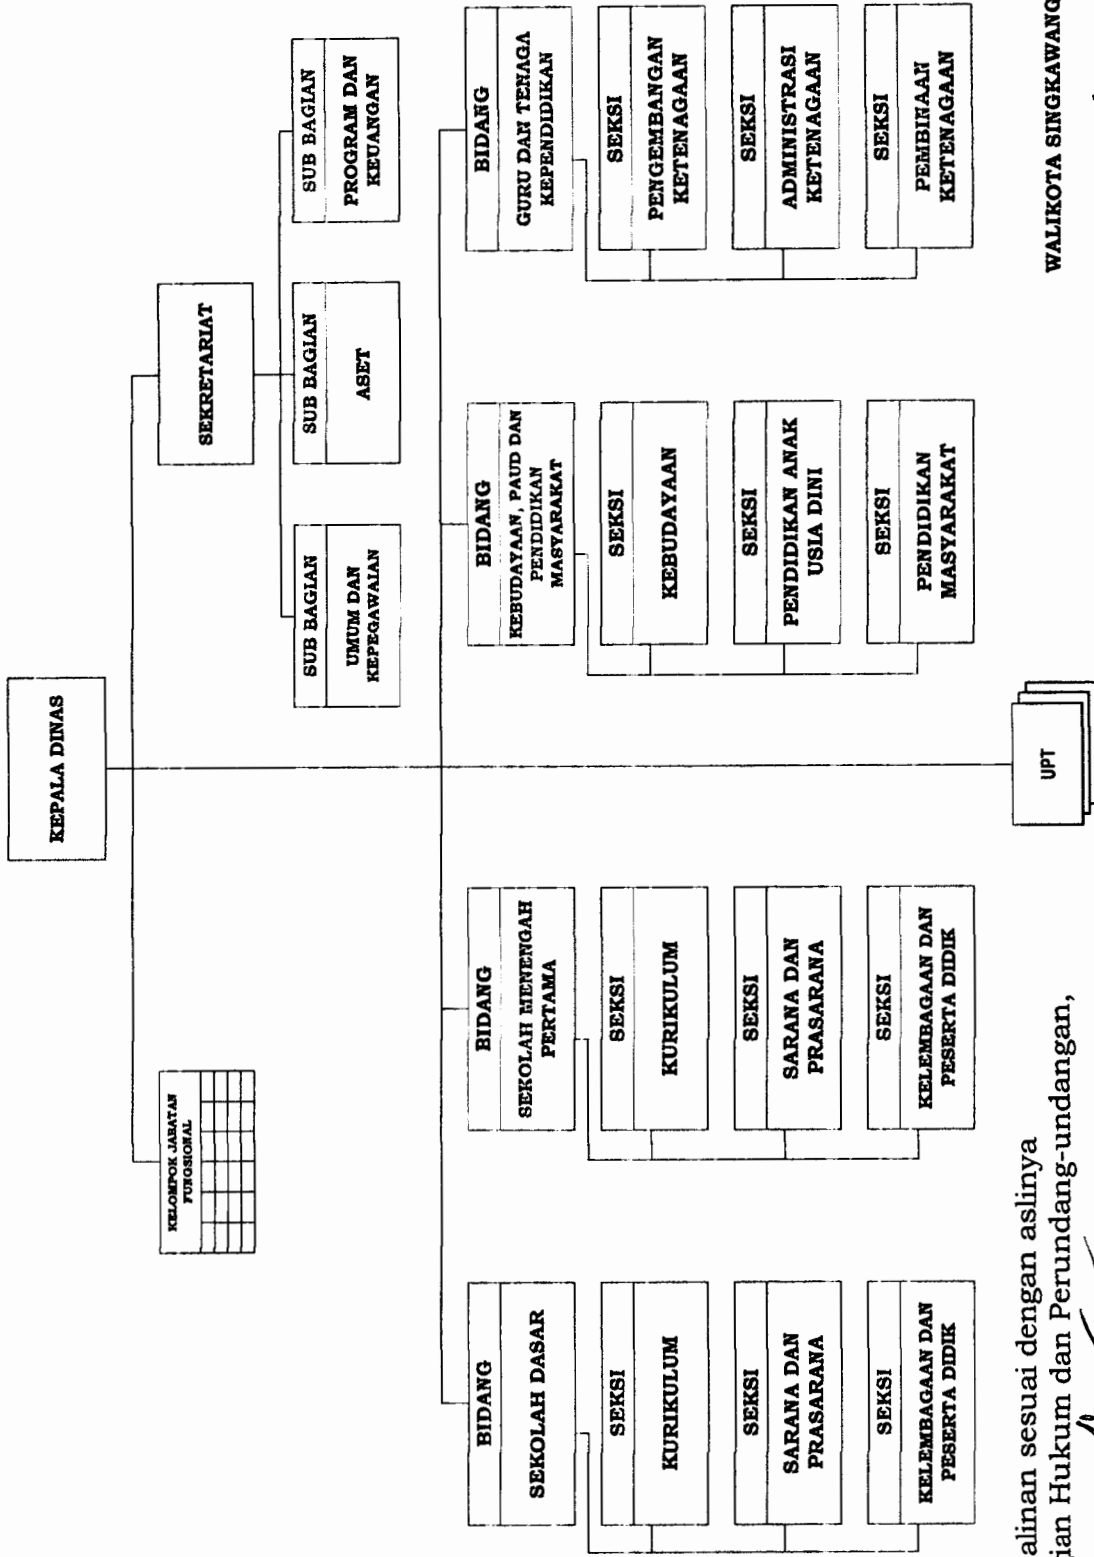 KEPALA DINAS
KELOMPOK JABATAN
FUNGSIONAL
SEKRETARIAT
SUB BAGIAN
UMUM DAN
KEPEGAWAIAN
SUB BAGIAN
ASET
SUB BAGIAN
PROGRAM DAN
KEUANGAN
BIDANG
SEKOLAH DASAR
SEKSI
KURIKULUM
SEKSI
SARANA DAN
PRASARANA
SEKSI
KELEMBAGAAN DAN
PESERTA DIDIK
BIDANG
SEKOLAH MENENGAH
PERTAMA
SEKSI
KURIKULUM
SEKSI
SARANA DAN
PRASARANA
SEKSI
KELEMBAGAAN DAN
PESERTA DIDIK
BIDANG
KEBUDAYAAN, PAUD DAN
PENDIDIKAN
MASYARAKAT
SEKSI
KEBUDAYAAN
SEKSI
PENDIDIKAN ANAK
USIA DINI
SEKSI
PENDIDIKAN
MASYARAKAT
BIDANG
GURU DAN TENAGA
KEPENDIDIKAN
SEKSI
PENGEMBANGAN
KETENAGAAN
SEKSI
ADMINISTRASI
KETENAGAAN
SEKSI
PEMBINAAN
KETENAGAAN
UPT
alinan sesuai dengan aslinya
ian Hukum dan Perundang-undangan,
WALIKOTA SINGKAWANG